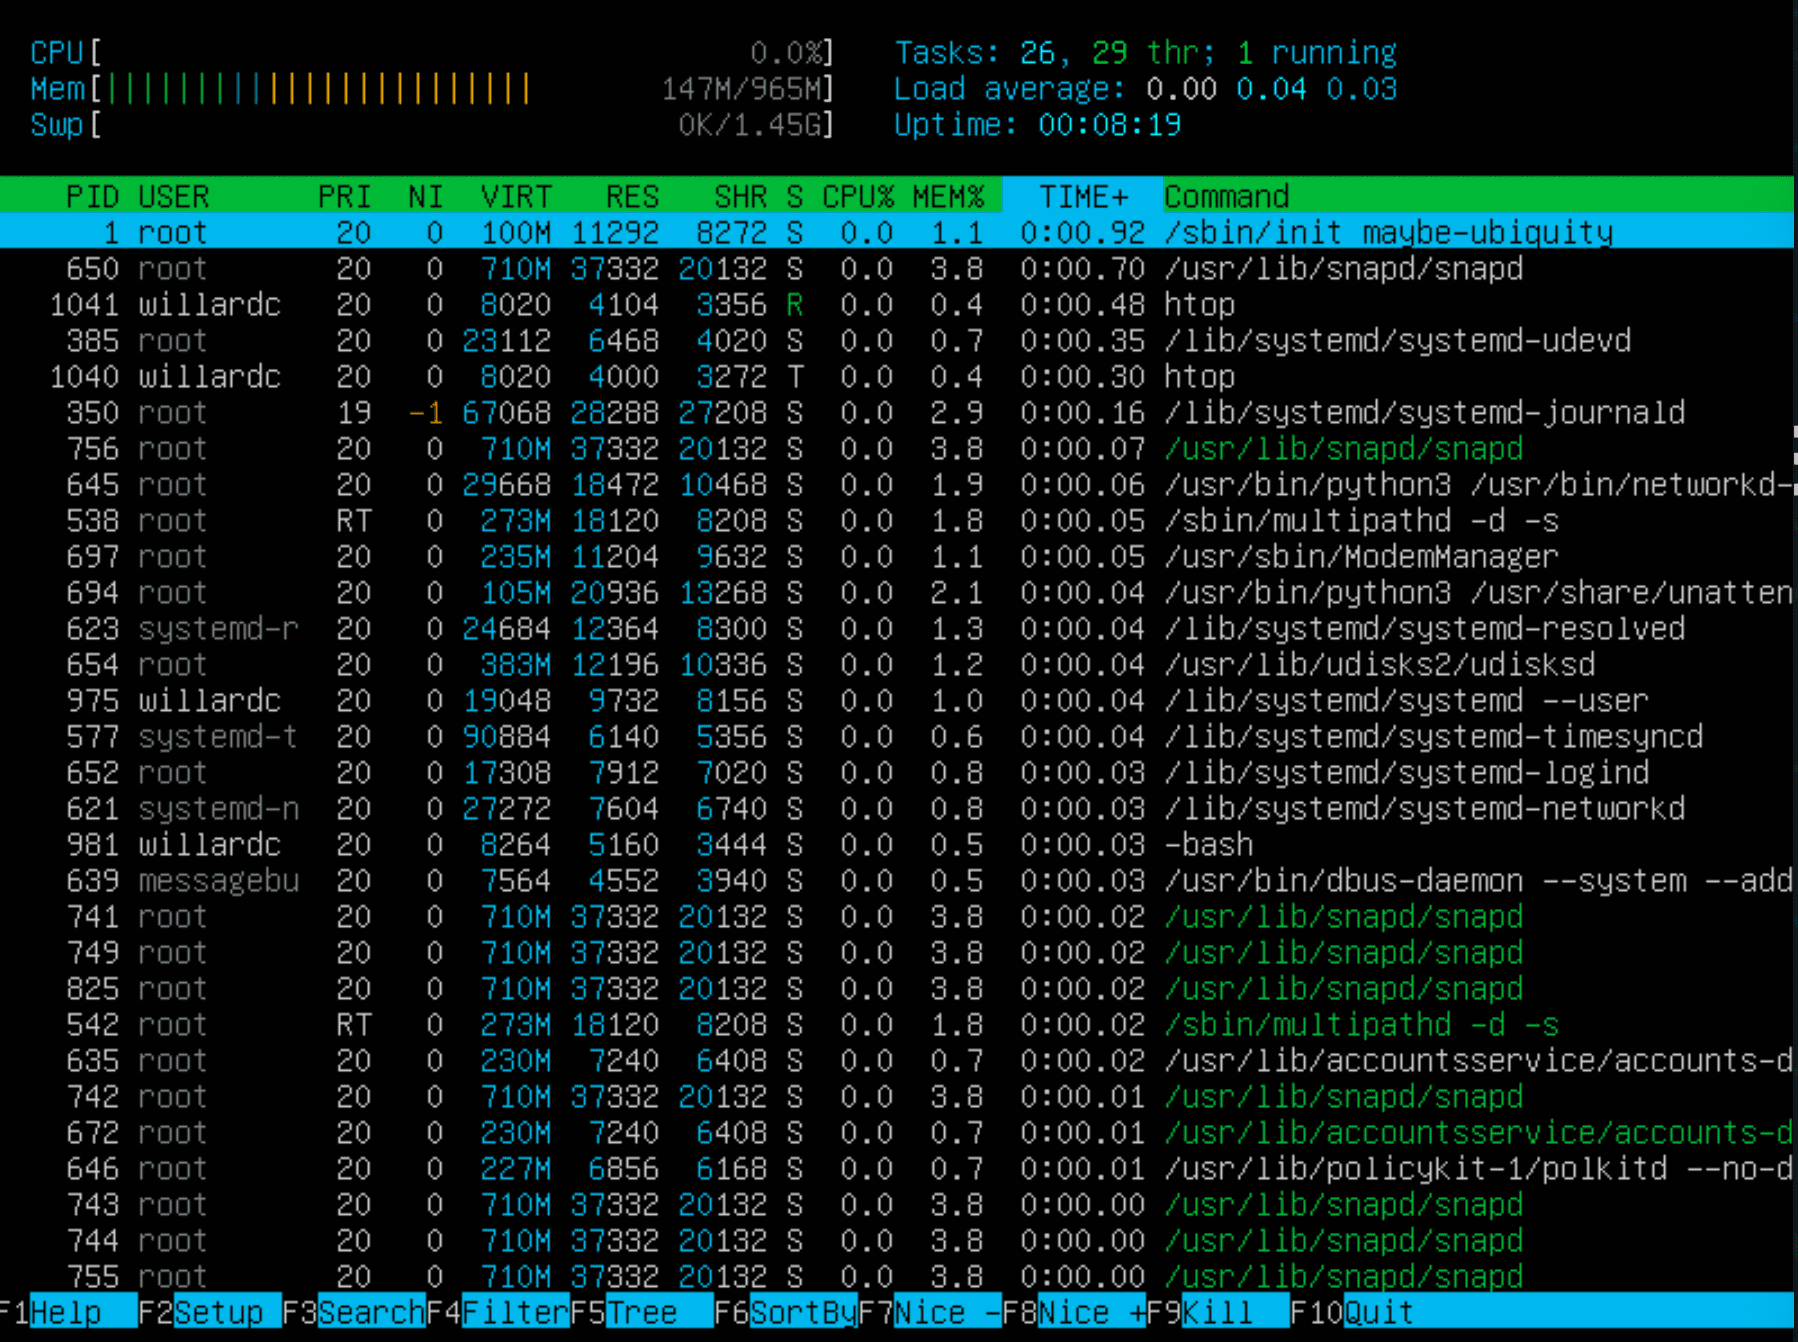 CPU[ 0.0%] Tasks: 26, 29 thr; 1 running
Mem[|||||||||||||||||||||||||||||| 147M/965M] Load average: 0.00 0.04 0.03
Swp[ 0K/1.45G] Uptime: 00:08:19
PID USER PRI NI VIRT RES SHR S CPU% MEM% TIME+ Command
1 root 20 0 100M 11292 8272 S 0.0 1.1 0:00.92 /sbin/init maybe-ubiquity
650 root 20 0 710M 37332 20132 S 0.0 3.8 0:00.70 /usr/lib/snapd/snapd
1041 willardc 20 0 8020 4104 3356 R 0.0 0.4 0:00.48 htop
385 root 20 0 23112 6468 4020 S 0.0 0.7 0:00.35 /lib/systemd/systemd-udevd
1040 willardc 20 0 8020 4000 3272 T 0.0 0.4 0:00.30 htop
350 root 19 -1 67068 28288 27208 S 0.0 2.9 0:00.16 /lib/systemd/systemd-journald
756 root 20 0 710M 37332 20132 S 0.0 3.8 0:00.07 /usr/lib/snapd/snapd
645 root 20 0 29668 18472 10468 S 0.0 1.9 0:00.06 /usr/bin/python3 /usr/bin/networkd-
538 root RT 0 273M 18120 8208 S 0.0 1.8 0:00.05 /sbin/multipathd -d -s
697 root 20 0 235M 11204 9632 S 0.0 1.1 0:00.05 /usr/sbin/ModemManager
694 root 20 0 105M 20936 13268 S 0.0 2.1 0:00.04 /usr/bin/python3 /usr/share/unatten
623 systemd-r 20 0 24684 12364 8300 S 0.0 1.3 0:00.04 /lib/systemd/systemd-resolved
654 root 20 0 383M 12196 10336 S 0.0 1.2 0:00.04 /usr/lib/udisks2/udisksd
975 willardc 20 0 19048 9732 8156 S 0.0 1.0 0:00.04 /lib/systemd/systemd --user
577 systemd-t 20 0 90884 6140 5356 S 0.0 0.6 0:00.04 /lib/systemd/systemd-timesyncd
652 root 20 0 17308 7912 7020 S 0.0 0.8 0:00.03 /lib/systemd/systemd-logind
621 systemd-n 20 0 27272 7604 6740 S 0.0 0.8 0:00.03 /lib/systemd/systemd-networkd
981 willardc 20 0 8264 5160 3444 S 0.0 0.5 0:00.03 -bash
639 messagebu 20 0 7564 4552 3940 S 0.0 0.5 0:00.03 /usr/bin/dbus-daemon --system --add
741 root 20 0 710M 37332 20132 S 0.0 3.8 0:00.02 /usr/lib/snapd/snapd
749 root 20 0 710M 37332 20132 S 0.0 3.8 0:00.02 /usr/lib/snapd/snapd
825 root 20 0 710M 37332 20132 S 0.0 3.8 0:00.02 /usr/lib/snapd/snapd
542 root RT 0 273M 18120 8208 S 0.0 1.8 0:00.02 /sbin/multipathd -d -s
635 root 20 0 230M 7240 6408 S 0.0 0.7 0:00.02 /usr/lib/accountsservice/accounts-d
742 root 20 0 710M 37332 20132 S 0.0 3.8 0:00.01 /usr/lib/snapd/snapd
672 root 20 0 230M 7240 6408 S 0.0 0.7 0:00.01 /usr/lib/accountsservice/accounts-d
646 root 20 0 227M 6856 6168 S 0.0 0.7 0:00.01 /usr/lib/policykit-1/polkitd --no-d
743 root 20 0 710M 37332 20132 S 0.0 3.8 0:00.00 /usr/lib/snapd/snapd
744 root 20 0 710M 37332 20132 S 0.0 3.8 0:00.00 /usr/lib/snapd/snapd
755 root 20 0 710M 37332 20132 S 0.0 3.8 0:00.00 /usr/lib/snapd/snapd
F1Help F2Setup F3SearchF4FilterF5Tree F6SortByF7Nice -F8Nice +F9Kill F10Quit